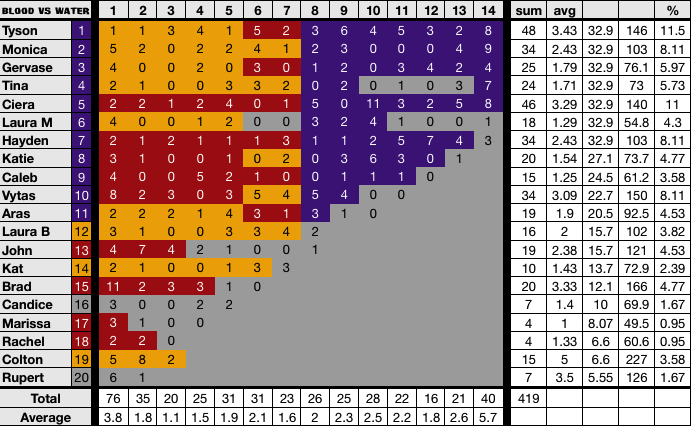 BLOOD VS WATER 1 2 3 4 5 6 7 8 9 10 11 12 13 14 sum avg %
Tyson 1 1 1 3 4 1 5 2 3 6 4 5 3 2 8 48 3.43 32.9 146 11.5
Monica 2 5 2 0 2 2 4 1 2 3 0 0 0 4 9 34 2.43 32.9 103 8.11
Gervase 3 4 0 0 2 0 3 0 1 2 0 3 4 2 4 25 1.79 32.9 76.1 5.97
Tina 4 2 1 0 0 3 3 2 0 2 0 1 0 3 7 24 1.71 32.9 73 5.73
Ciera 5 2 2 1 2 4 0 1 5 0 11 3 2 5 8 46 3.29 32.9 140 11
Laura M 6 4 0 0 1 2 0 0 3 2 4 1 0 0 1 18 1.29 32.9 54.8 4.3
Hayden 7 2 1 2 1 1 1 3 1 1 2 5 7 4 3 34 2.43 32.9 103 8.11
Katie 8 3 1 0 0 1 0 2 0 3 6 3 0 1 20 1.54 27.1 73.7 4.77
Caleb 9 4 0 0 5 2 1 0 0 1 1 1 0 15 1.25 24.5 61.2 3.58
Vytas 10 8 2 3 0 3 5 4 5 4 0 0 34 3.09 22.7 150 8.11
Aras 11 2 2 2 1 4 3 1 3 1 0 19 1.9 20.5 92.5 4.53
Laura B 12 3 1 0 0 3 3 4 2 16 2 15.7 102 3.82
John 13 4 7 4 2 1 0 0 1 19 2.38 15.7 121 4.53
Kat 14 2 1 0 0 1 3 3 10 1.43 13.7 72.9 2.39
Brad 15 11 2 3 3 1 0 20 3.33 12.1 166 4.77
Candice 16 3 0 0 2 2 7 1.4 10 69.9 1.67
Marissa 17 3 1 0 0 4 1 8.07 49.5 0.95
Rachel 18 2 2 0 4 1.33 6.6 60.6 0.95
Colton 19 5 8 2 15 5 6.6 227 3.58
Rupert 20 6 1 7 3.5 5.55 126 1.67
Total 76 35 20 25 31 31 23 26 25 28 22 16 21 40 419
Average 3.8 1.8 1.1 1.5 1.9 2.1 1.6 2 2.3 2.5 2.2 1.8 2.6 5.7